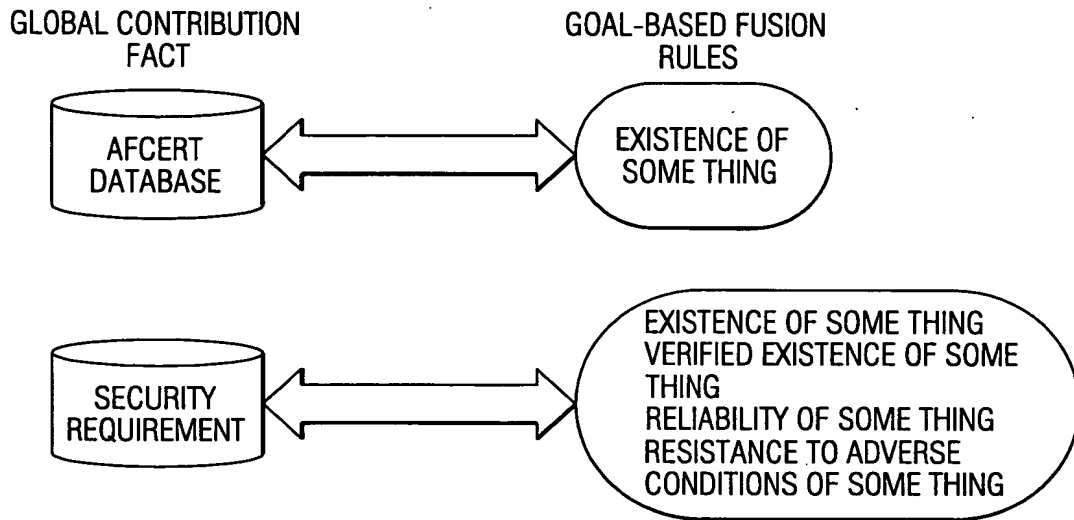 GLOBAL CONTRIBUTION
FACT
GOAL-BASED FUSION
RULES
AFCERT
DATABASE
EXISTENCE OF
SOME THING
SECURITY
REQUIREMENT
EXISTENCE OF SOME THING
VERIFIED EXISTENCE OF SOME
THING
RELIABILITY OF SOME THING
RESISTANCE TO ADVERSE
CONDITIONS OF SOME THING